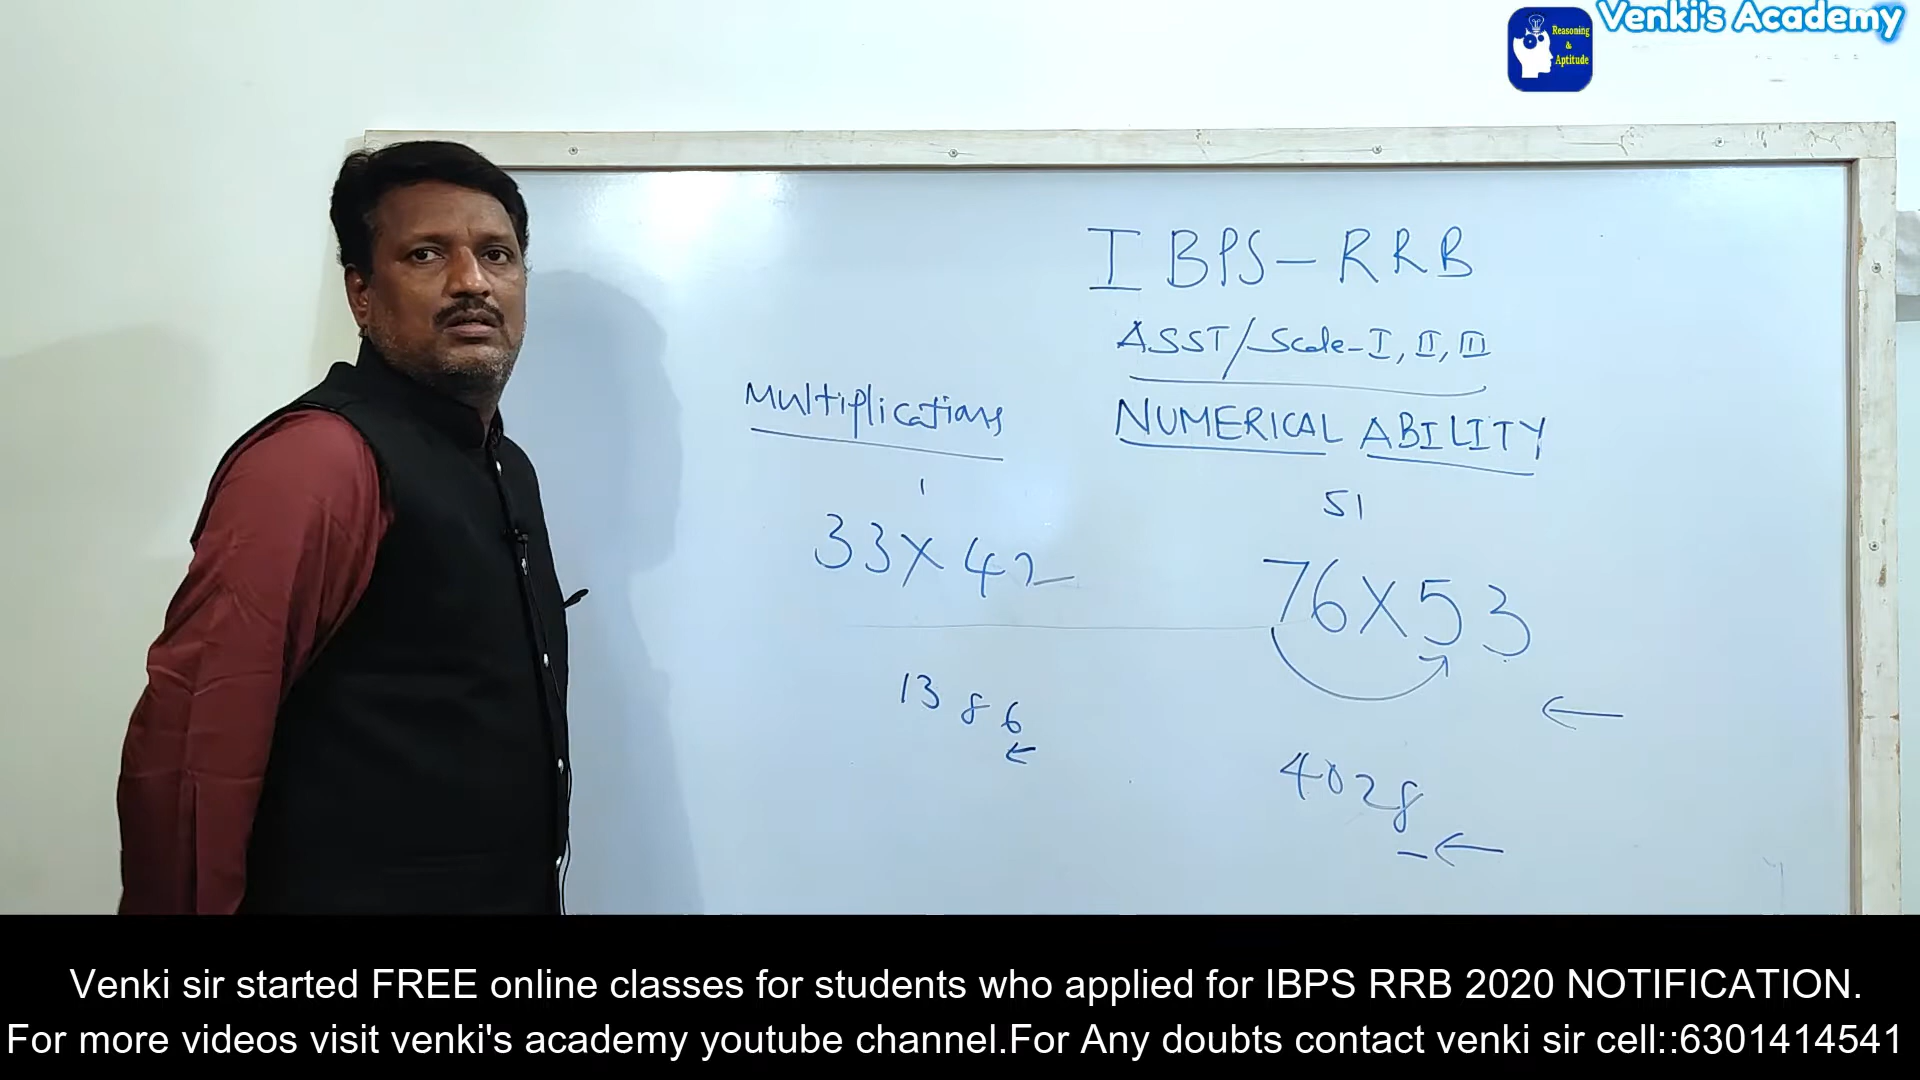 Venki's Academy
Reasoning
&
Aptitude
IBPS-RRB
ASST/Scale-I, II, III
Multiplications
NUMERICAL ABILITY
1
33X42
1386
51
76X53
4028
Venki sir started FREE online classes for students who applied for IBPS RRB 2020 NOTIFICATION.
For more videos visit venki's academy youtube channel.For Any doubts contact venki sir cell::6301414541